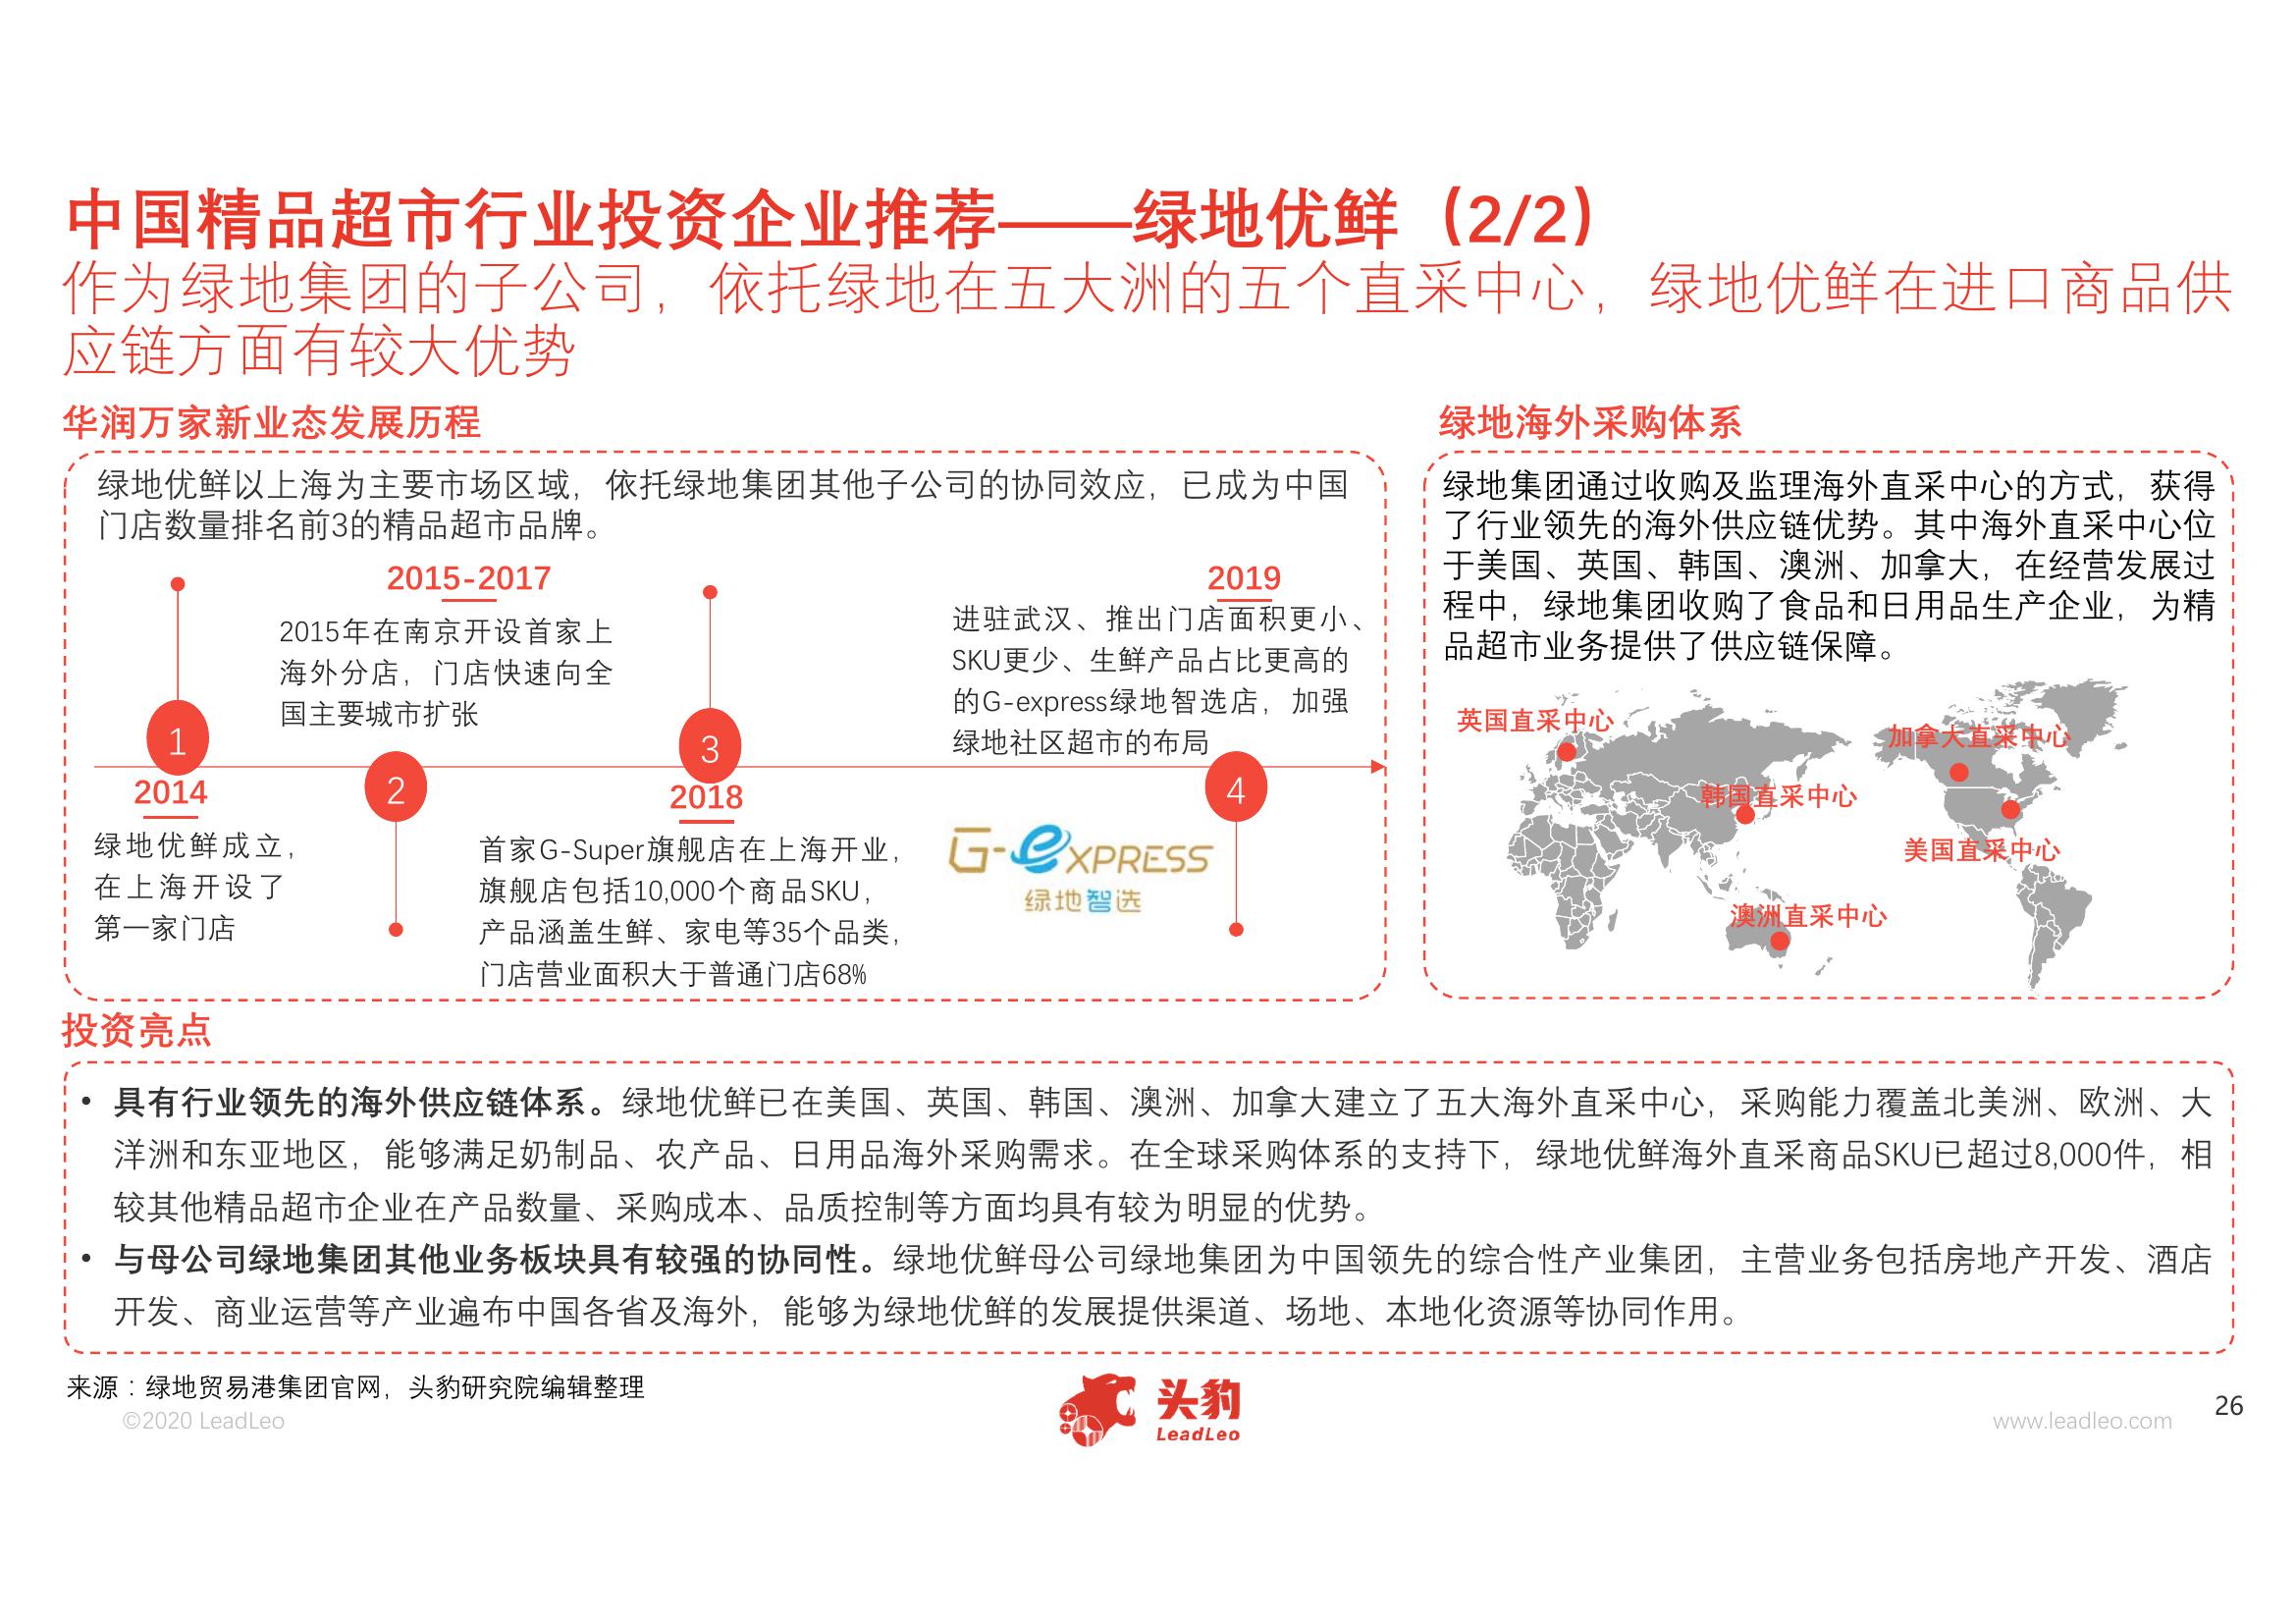 中国精品超市行业投资企业推荐——绿地优鲜（2/2）
作为绿地集团的子公司，依托绿地在五大洲的五个直采中心，绿地优鲜在进口商品供
应链方面有较大优势
华润万家新业态发展历程
绿地优鲜以上海为主要市场区域，依托绿地集团其他子公司的协同效应，已成为中国
门店数量排名前3的精品超市品牌。
1
2014
绿地优鲜成立，
在上海开设了
第一家门店
2015-2017
2015年在南京开设首家上
海外分店，门店快速向全
国主要城市扩张
2
3
2018
首家G-Super旗舰店在上海开业，
旗舰店包括10,000个商品SKU，
产品涵盖生鲜、家电等35个品类，
门店营业面积大于普通门店68%
2019
进驻武汉、推出门店面积更小、
SKU更少、生鲜产品占比更高的
的G-express绿地智选店，加强
绿地社区超市的布局
4
G-EXPRESS
绿地智选
绿地海外采购体系
绿地集团通过收购及监理海外直采中心的方式，获得
了行业领先的海外供应链优势。其中海外直采中心位
于美国、英国、韩国、澳洲、加拿大，在经营发展过
程中，绿地集团收购了食品和日用品生产企业，为精
品超市业务提供了供应链保障。
英国直采中心
加拿大直采中心
韩国直采中心
美国直采中心
澳洲直采中心
投资亮点
• 具有行业领先的海外供应链体系。绿地优鲜已在美国、英国、韩国、澳洲、加拿大建立了五大海外直采中心，采购能力覆盖北美洲、欧洲、大
洋洲和东亚地区，能够满足奶制品、农产品、日用品海外采购需求。在全球采购体系的支持下，绿地优鲜海外直采商品SKU已超过8,000件，相
较其他精品超市企业在产品数量、采购成本、品质控制等方面均具有较为明显的优势。
• 与母公司绿地集团其他业务板块具有较强的协同性。绿地优鲜母公司绿地集团为中国领先的综合性产业集团，主营业务包括房地产开发、酒店
开发、商业运营等产业遍布中国各省及海外，能够为绿地优鲜的发展提供渠道、场地、本地化资源等协同作用。
来源：绿地贸易港集团官网，头豹研究院编辑整理
©2020 LeadLeo
头豹
LeadLeo
www.leadleo.com
26